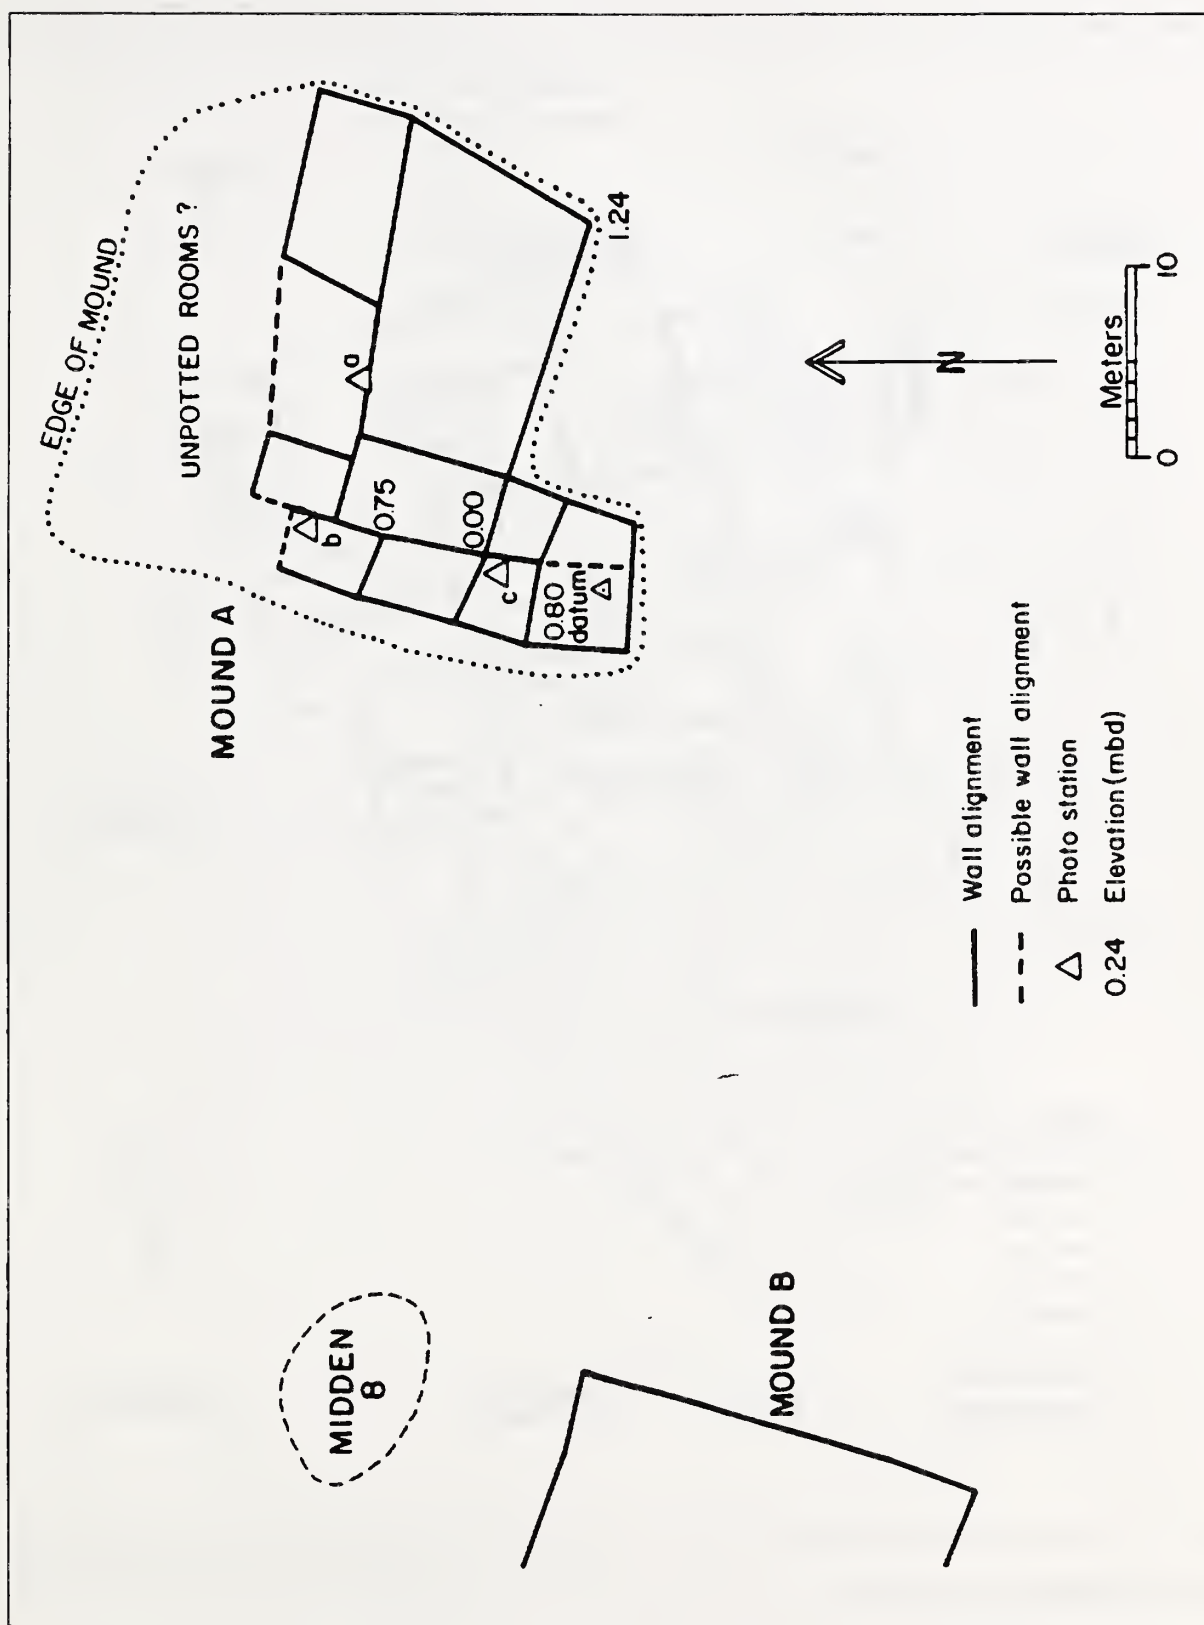 EDGE OF MOUND
UNPOTTED ROOMS ?
MOUND A
a
b
0.75
0.00
c
0.80
datum
1.24
MIDDEN
B
MOUND B
N
Meters
0 10
Wall alignment
Possible wall alignment
Photo station
0.24 Elevation (mbd)